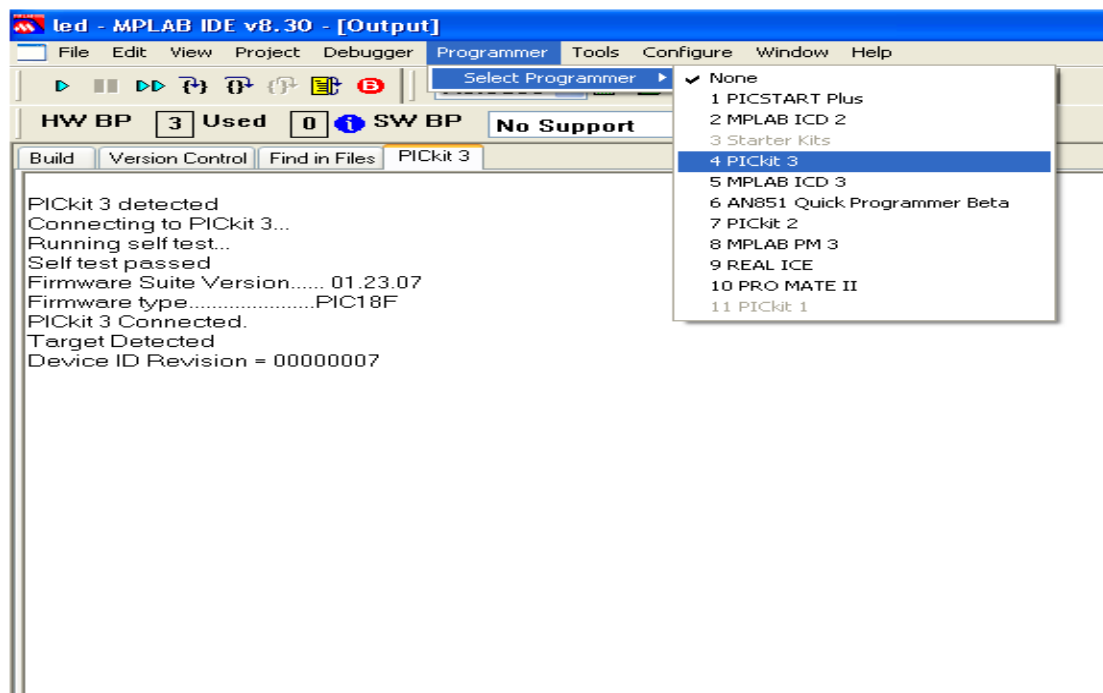 led - MPLAB IDE v8.30 - [Output]
File Edit View Project Debugger Programmer Tools Configure Window Help
Select Programmer
None
1 PICSTART Plus
2 MPLAB ICD 2
3 Starter Kits
4 PICkit 3
5 MPLAB ICD 3
6 AN851 Quick Programmer Beta
7 PICkit 2
8 MPLAB PM 3
9 REAL ICE
10 PRO MATE II
11 PICkit 1
HW BP 3 Used 0 i SW BP No Support
Build Version Control Find in Files PICkit 3
PICkit 3 detected
Connecting to PICkit 3...
Running self test...
Self test passed
Firmware Suite Version...... 01.23.07
Firmware type......................PIC18F
PICkit 3 Connected.
Target Detected
Device ID Revision = 00000007